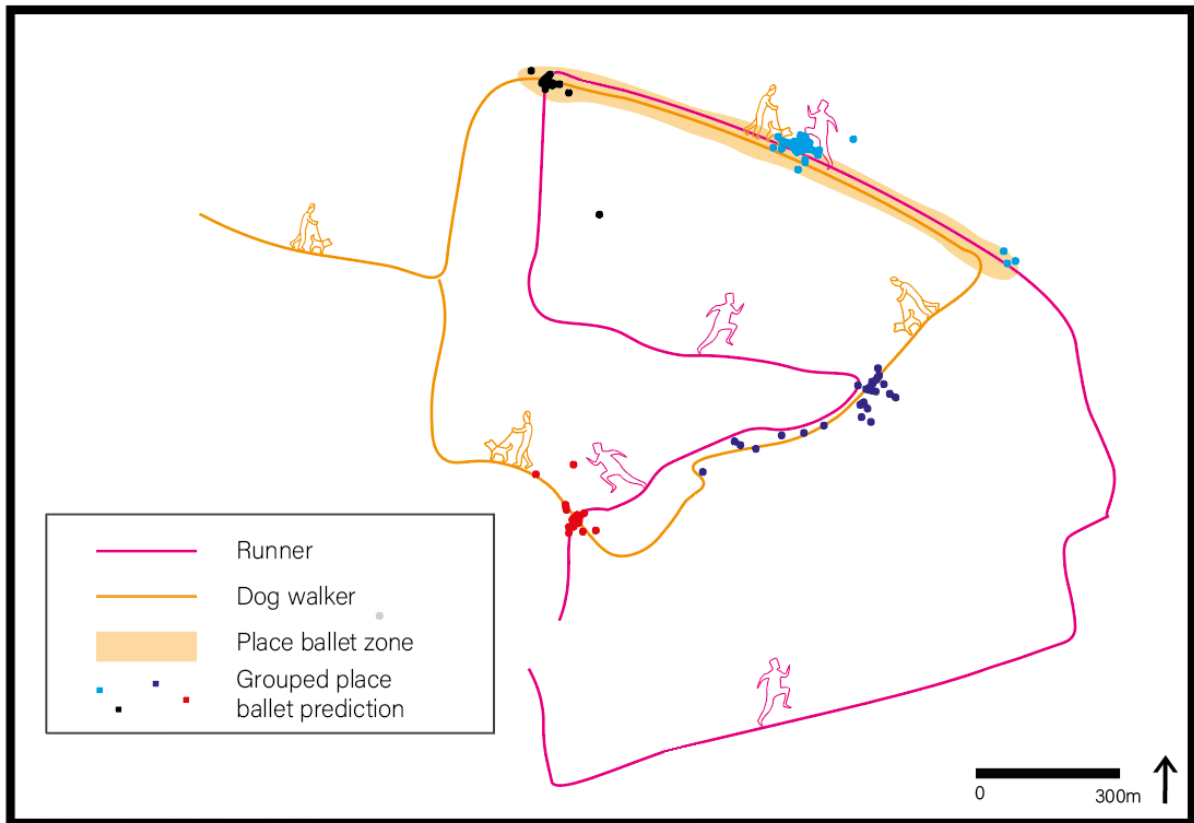 Runner
Dog walker
Place ballet zone
Grouped place
ballet prediction
0 300m